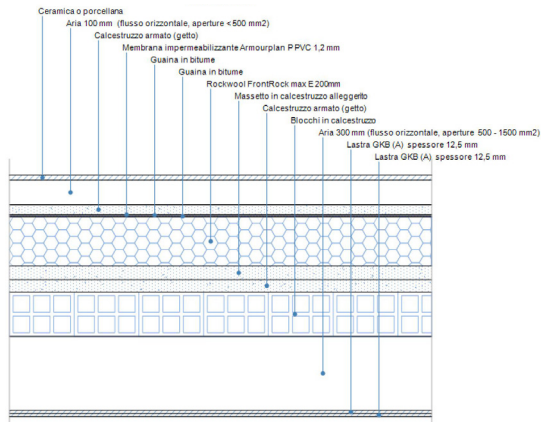 Ceramica o porcellana
Aria 100 mm (flusso orizzontale, aperture < 500 mm2)
Calcestruzzo armato (getto)
Membrana impermeabilizzante Armourplan P PVC 1,2 mm
Guaina in bitume
Guaina in bitume
Rockwool FrontRock max E 200mm
Massetto in calcestruzzo alleggerito
Calcestruzzo armato (getto)
Blocchi in calcestruzzo
Aria 300 mm (flusso orizzontale, aperture 500 - 1500 mm2)
Lastra GKB (A) spessore 12,5 mm
Lastra GKB (A) spessore 12,5 mm